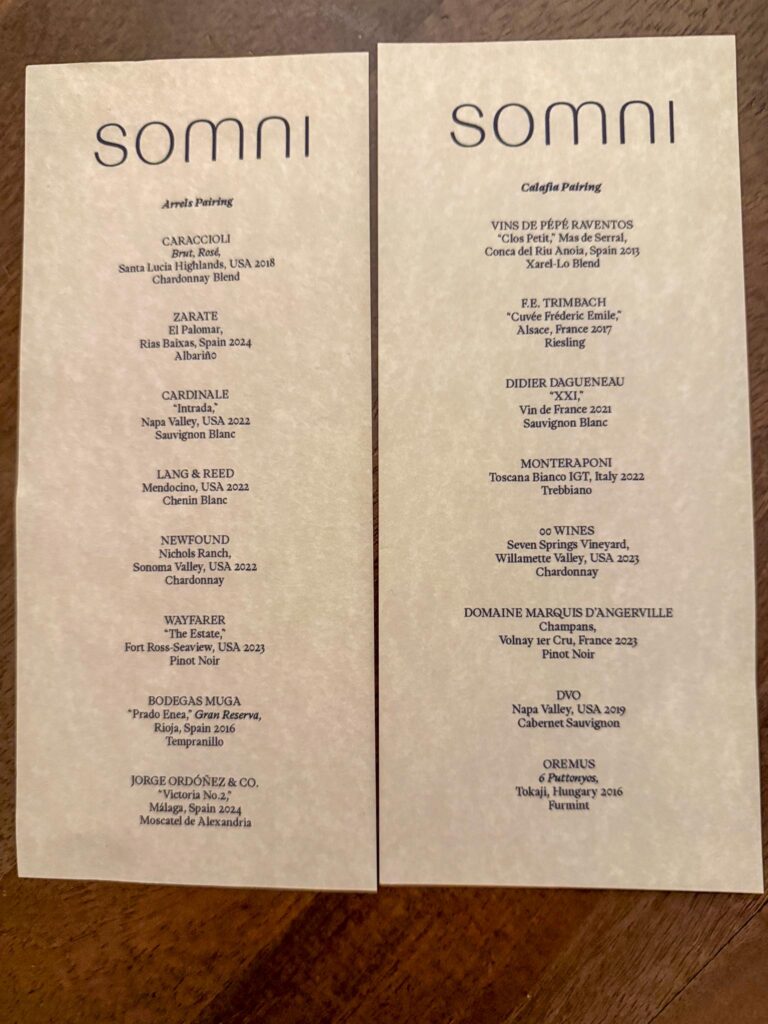 somni
Arrels Pairing
CARACCIOLI
Brut, Rosé,
Santa Lucia Highlands, USA 2018
Chardonnay Blend
ZARATE
El Palomar,
Rias Baixas, Spain 2024
Albariño
CARDINALE
“Intrada,”
Napa Valley, USA 2022
Sauvignon Blanc
LANG & REED
Mendocino, USA 2022
Chenin Blanc
NEWFOUND
Nichols Ranch,
Sonoma Valley, USA 2022
Chardonnay
WAYFARER
“The Estate,”
Fort Ross-Seaview, USA 2023
Pinot Noir
BODEGAS MUGA
“Prado Enea,” Gran Reserva,
Rioja, Spain 2016
Tempranillo
JORGE ORDÓÑEZ & CO.
“Victoria No.2,”
Málaga, Spain 2024
Moscatel de Alexandria
somni
Calafia Pairing
VINS DE PÉPÉ RAVENTOS
“Clos Petit,” Mas de Serral,
Conca del Riu Anoia, Spain 2013
Xarel-Lo Blend
F.E. TRIMBACH
“Cuvée Fréderic Emile,”
Alsace, France 2017
Riesling
DIDIER DAGUENEAU
“XXI,”
Vin de France 2021
Sauvignon Blanc
MONTERAPONI
Toscana Bianco IGT, Italy 2022
Trebbiano
00 WINES
Seven Springs Vineyard,
Willamette Valley, USA 2023
Chardonnay
DOMAINE MARQUIS D’ANGERVILLE
Champans,
Volnay 1er Cru, France 2023
Pinot Noir
DVO
Napa Valley, USA 2019
Cabernet Sauvignon
OREMUS
6 Puttonyos,
Tokaji, Hungary 2016
Furmint